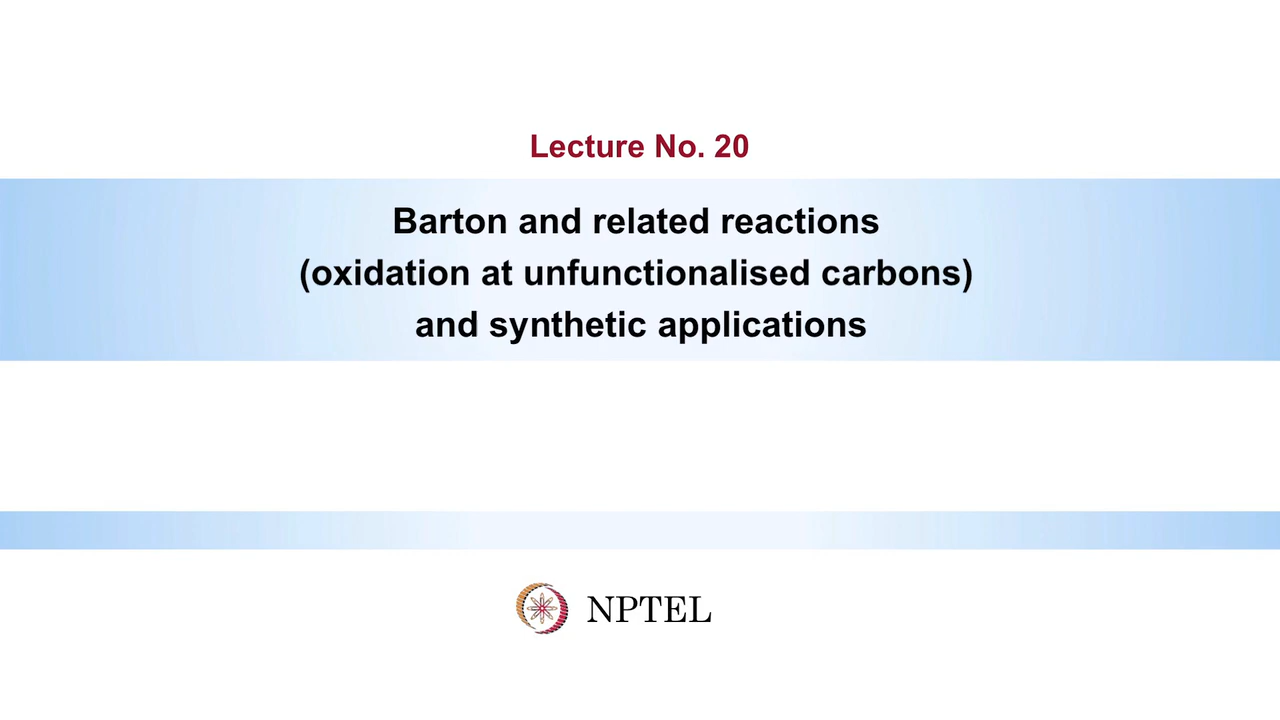 Lecture No. 20
Barton and related reactions
(oxidation at unfunctionalised carbons)
and synthetic applications
NPTEL